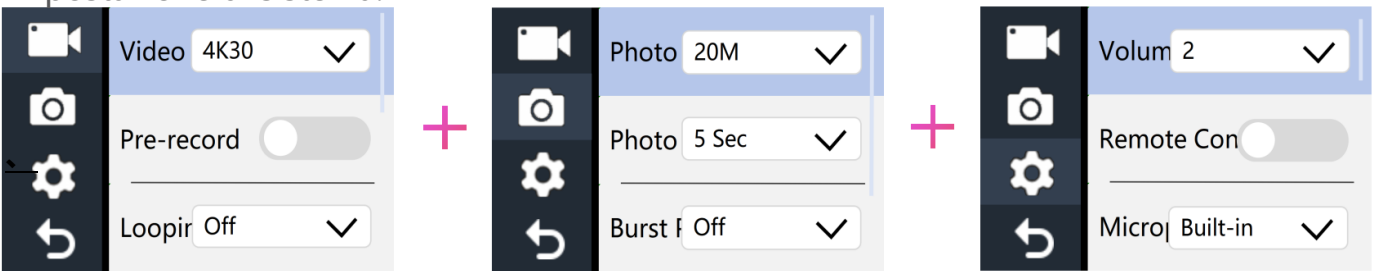 Video 4K30
Pre-record
Loopin Off
+
Photo 20M
Photo 5 Sec
Burst P Off
+
Volum 2
Remote Con
Microp Built-in